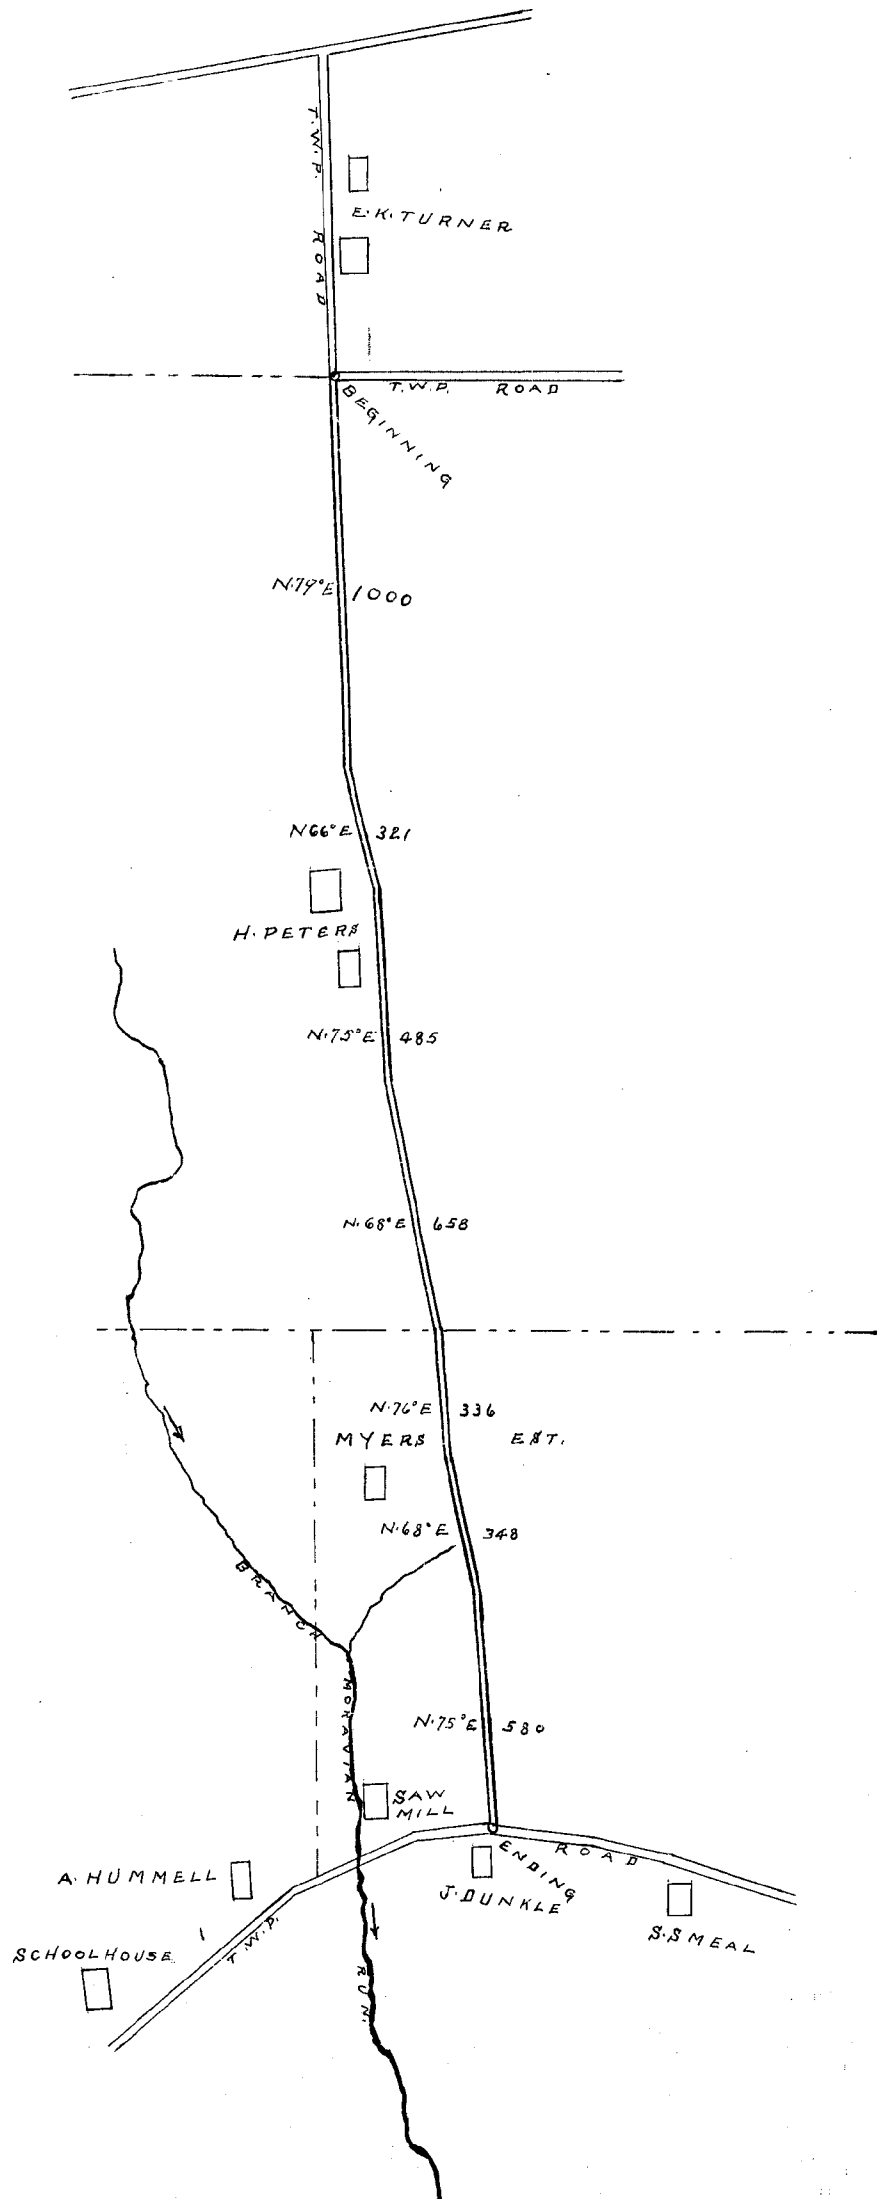 T.W.P. ROAD
E.K. TURNER
T.W.P. ROAD
BEGINNING
N.79°E 1000
N66°E 321
H. PETERS
N.75°E 485
N.68°E 658
N.76°E 336
MYERS EST.
N.68°E 348
BRANCH
MORAVIAN
N.75°E 580
SAW
MILL
ENDING
ROAD
A. HUMMELL
J. DUNKLE
S. SMEAL
T.W.P.
SCHOOLHOUSE
RUN.